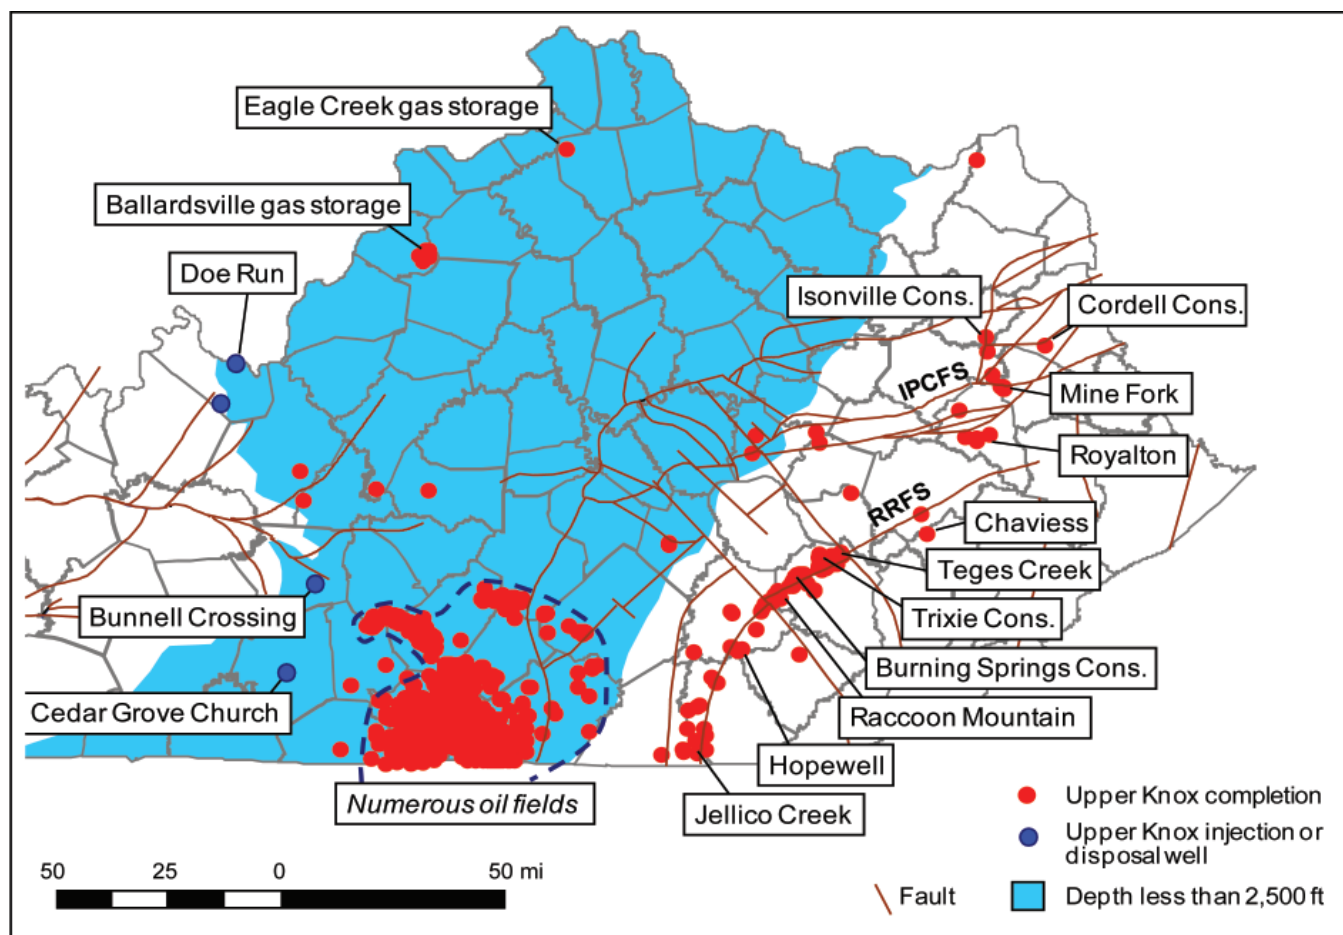 Eagle Creek gas storage
Ballardsville gas storage
Doe Run
Isonville Cons.
Cordell Cons.
IPCFS
Mine Fork
Royalton
RRFS
Chaviess
Teges Creek
Bunnell Crossing
Trixie Cons.
Burning Springs Cons.
Cedar Grove Church
Raccoon Mountain
Hopewell
Numerous oil fields
Jellico Creek
Upper Knox completion
Upper Knox injection or
disposal well
50 25 0 50 mi
Fault
Depth less than 2,500 ft